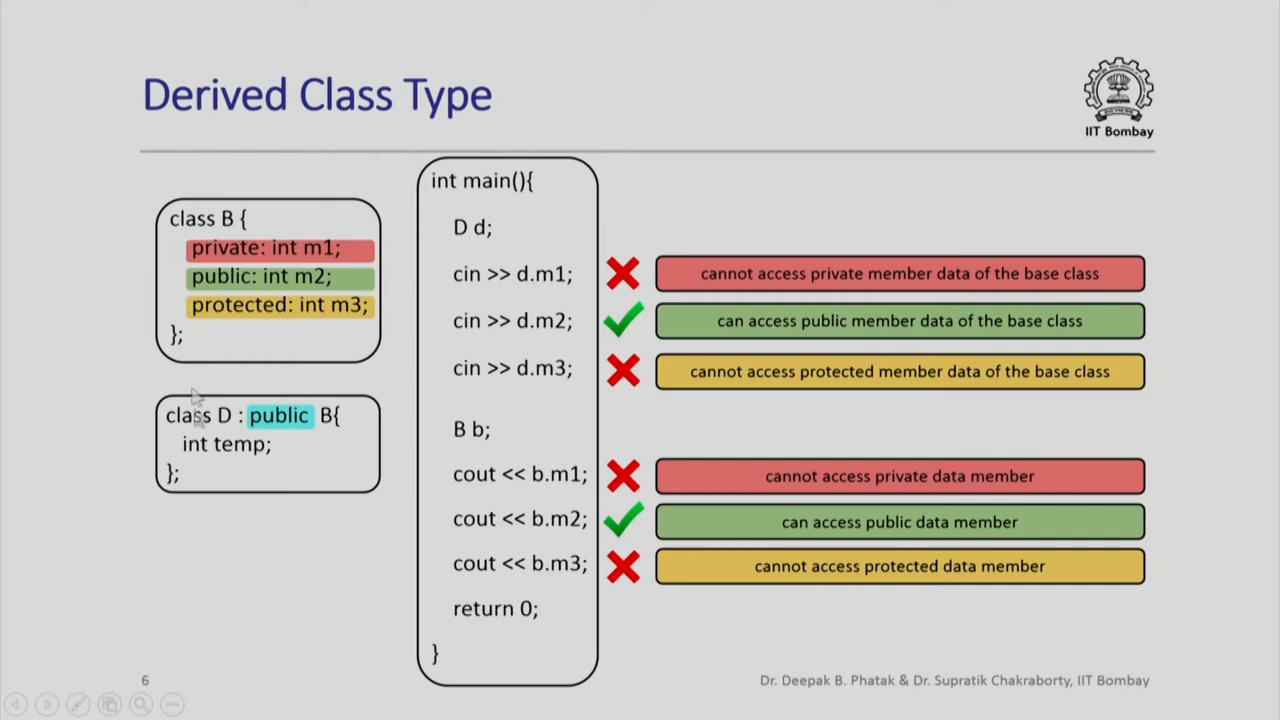 Derived Class Type
IIT Bombay
class B {
private: int m1;
public: int m2;
protected: int m3;
};
class D : public B{
int temp;
};
int main(){
D d;
cin >> d.m1;
cannot access private member data of the base class
cin >> d.m2;
can access public member data of the base class
cin >> d.m3;
cannot access protected member data of the base class
B b;
cout << b.m1;
cannot access private data member
cout << b.m2;
can access public data member
cout << b.m3;
cannot access protected data member
return 0;
}
6
Dr. Deepak B. Phatak & Dr. Supratik Chakraborty, IIT Bombay